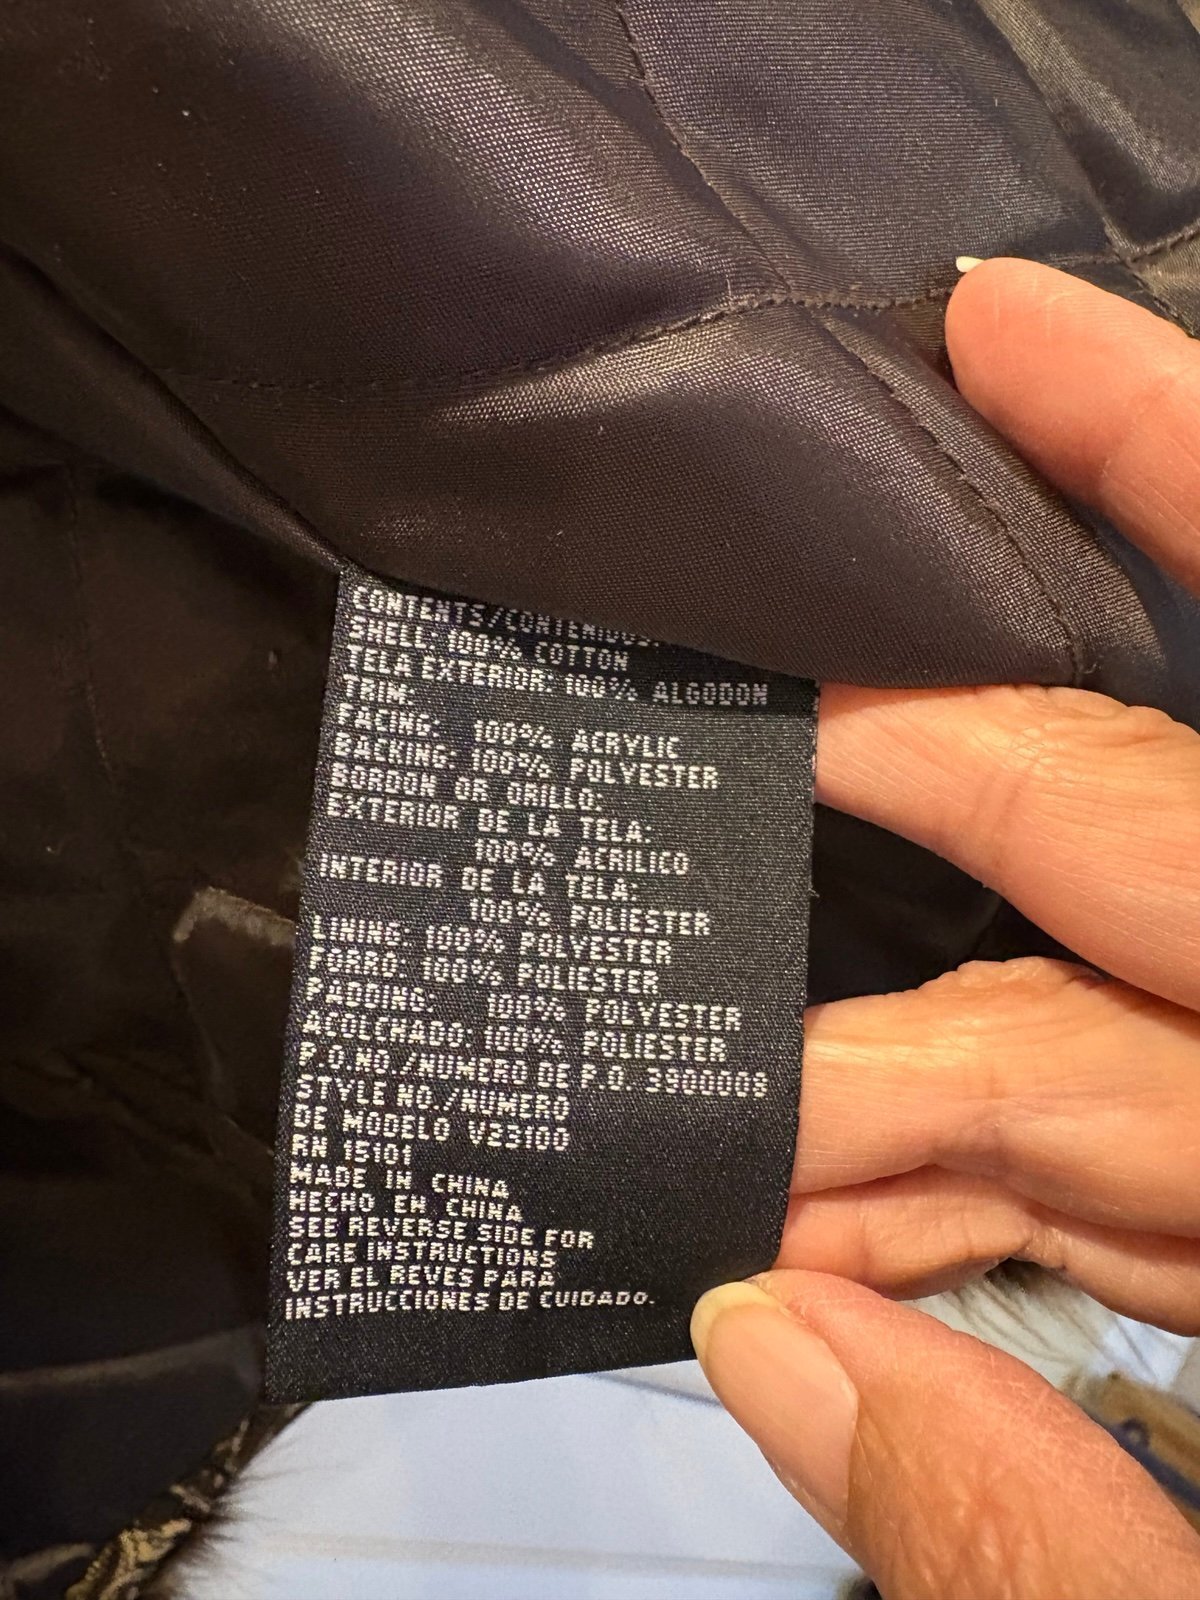 CONTENTS/CONTENIDOS:
SHELL: 100% COTTON
TELA EXTERIOR: 100% ALGODON
TRIM:
FACING: 100% ACRYLIC
BACKING: 100% POLYESTER
BORDON OR ORILLO:
EXTERIOR DE LA TELA:
100% ACRILICO
INTERIOR DE LA TELA:
100% POLIESTER
LINING: 100% POLYESTER
FORRO: 100% POLIESTER
PADDING: 100% POLYESTER
ACOLCHADO: 100% POLIESTER
P.O.NO./NUMERO DE P.O. 3900008
STYLE NO./NUMERO
DE MODELO V23100
RN 15101
MADE IN CHINA
HECHO EN CHINA
SEE REVERSE SIDE FOR
CARE INSTRUCTIONS
VER EL REVES PARA
INSTRUCCIONES DE CUIDADO.